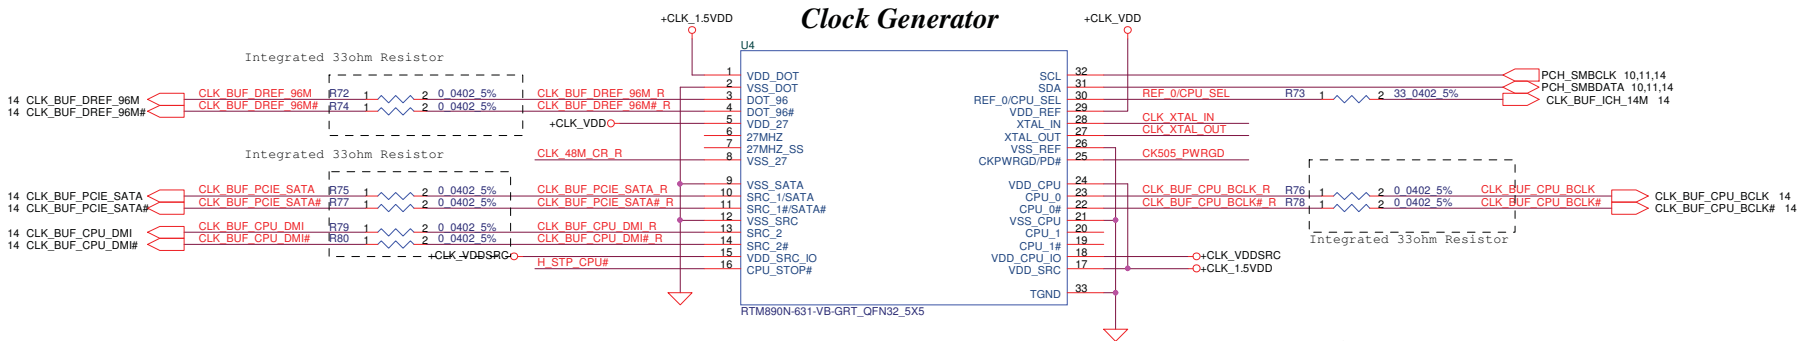 Clock Generator
+CLK_1.5VDD
+CLK_VDD
U4
Integrated 33ohm Resistor
1 VDD_DOT
SCL 32
PCH_SMBCLK 10,11,14
2 VSS_DOT
SDA 31
PCH_SMBDATA 10,11,14
14 CLK_BUF_DREF_96M
CLK_BUF_DREF_96M R72 1 2 0_0402_5% CLK_BUF_DREF_96M_R 3 DOT_96
REF_0/CPU_SEL 30 REF_0/CPU_SEL R73 1 2 33_0402_5% CLK_BUF_ICH_14M 14
14 CLK_BUF_DREF_96M#
CLK_BUF_DREF_96M# R74 1 2 0_0402_5% CLK_BUF_DREF_96M#_R 4 DOT_96#
VDD_REF 29
+CLK_VDD 5 VDD_27
XTAL_IN 28 CLK_XTAL_IN
6 27MHZ
XTAL_OUT 27 CLK_XTAL_OUT
7 27MHZ_SS
VSS_REF 26
Integrated 33ohm Resistor
CLK_48M_CR_R 8 VSS_27
CKPWRGD/PD# 25 CK505_PWRGD
9 VSS_SATA
VDD_CPU 24
14 CLK_BUF_PCIE_SATA
CLK_BUF_PCIE_SATA R75 1 2 0_0402_5% CLK_BUF_PCIE_SATA_R 10 SRC_1/SATA
CPU_0 23 CLK_BUF_CPU_BCLK_R R76 1 2 0_0402_5% CLK_BUF_CPU_BCLK CLK_BUF_CPU_BCLK 14
14 CLK_BUF_PCIE_SATA#
CLK_BUF_PCIE_SATA# R77 1 2 0_0402_5% CLK_BUF_PCIE_SATA#_R 11 SRC_1#/SATA#
CPU_0# 22 CLK_BUF_CPU_BCLK#_R R78 1 2 0_0402_5% CLK_BUF_CPU_BCLK# CLK_BUF_CPU_BCLK# 14
12 VSS_SRC
VSS_CPU 21
14 CLK_BUF_CPU_DMI
CLK_BUF_CPU_DMI R79 1 2 0_0402_5% CLK_BUF_CPU_DMI_R 13 SRC_2
CPU_1 20
Integrated 33ohm Resistor
14 CLK_BUF_CPU_DMI#
CLK_BUF_CPU_DMI# R80 1 2 0_0402_5% CLK_BUF_CPU_DMI#_R 14 SRC_2#
CPU_1# 19
+CLK_VDDSRC 15 VDD_SRC_IO
VDD_CPU_IO 18 +CLK_VDDSRC
H_STP_CPU# 16 CPU_STOP#
VDD_SRC 17 +CLK_1.5VDD
TGND 33
RTM890N-631-VB-GRT_QFN32_5X5